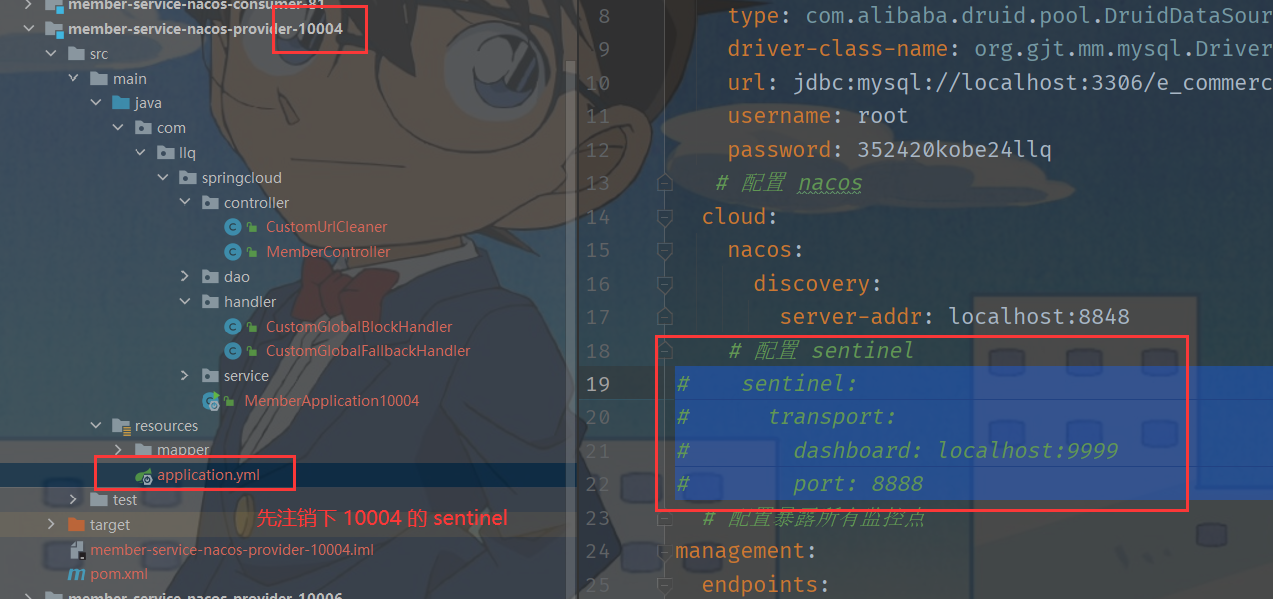 member-service-nacos-consumer-81
member-service-nacos-provider-10004
src
main
java
com
llq
springcloud
controller
CustomUrlCleaner
MemberController
dao
handler
CustomGlobalBlockHandler
CustomGlobalFallbackHandler
service
MemberApplication10004
resources
mapper
application.yml
test
先注销下 10004 的 sentinel
target
member-service-nacos-provider-10004.iml
pom.xml
member-service-nacos-provider-10006
8 type: com.alibaba.druid.pool.DruidDataSour
9 driver-class-name: org.gjt.mm.mysql.Driver
10 url: jdbc:mysql://localhost:3306/e_commerc
11 username: root
12 password: 352420kobe24llq
13 # 配置 nacos
14 cloud:
15 nacos:
16 discovery:
17 server-addr: localhost:8848
18 # 配置 sentinel
19 # sentinel:
20 # transport:
21 # dashboard: localhost:9999
22 # port: 8888
23 # 配置暴露所有监控点
24 management:
25 endpoints: